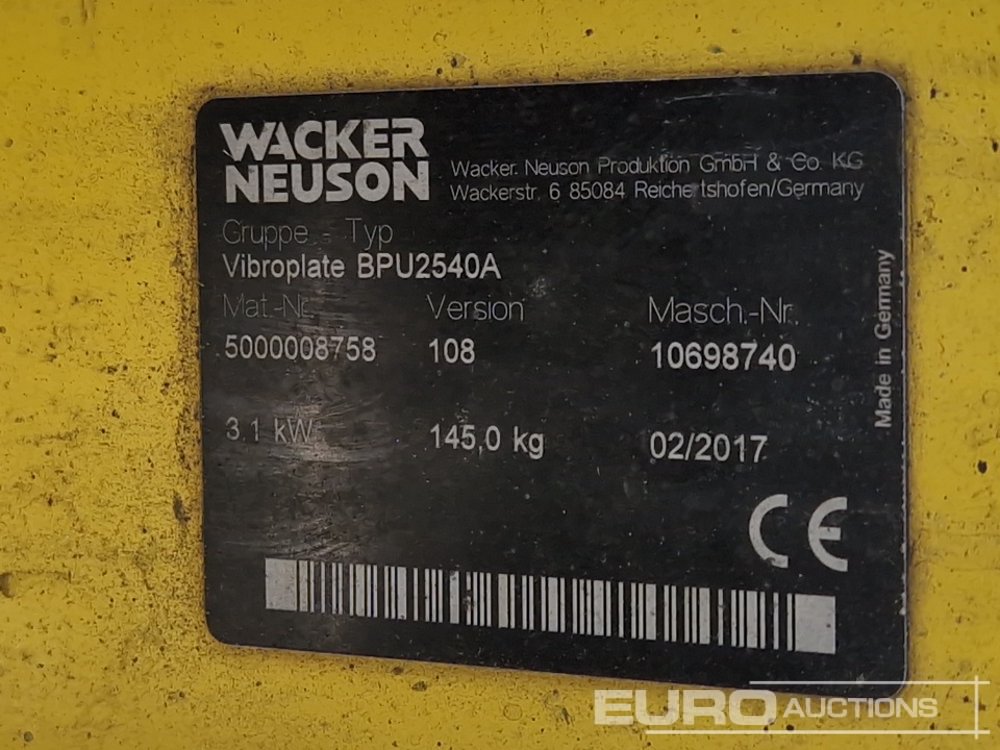 WACKER
NEUSON
Wacker Neuson Produktion GmbH & Co. KG
Wackerstr. 6 85084 Reichertshofen/Germany
Gruppe - Typ
Vibroplate BPU2540A
Mat.-Nr. Version Masch.-Nr.
5000008758 108 10698740
3.1 kW 145,0 kg 02/2017
Made in Germany
CE
EURO AUCTIONS